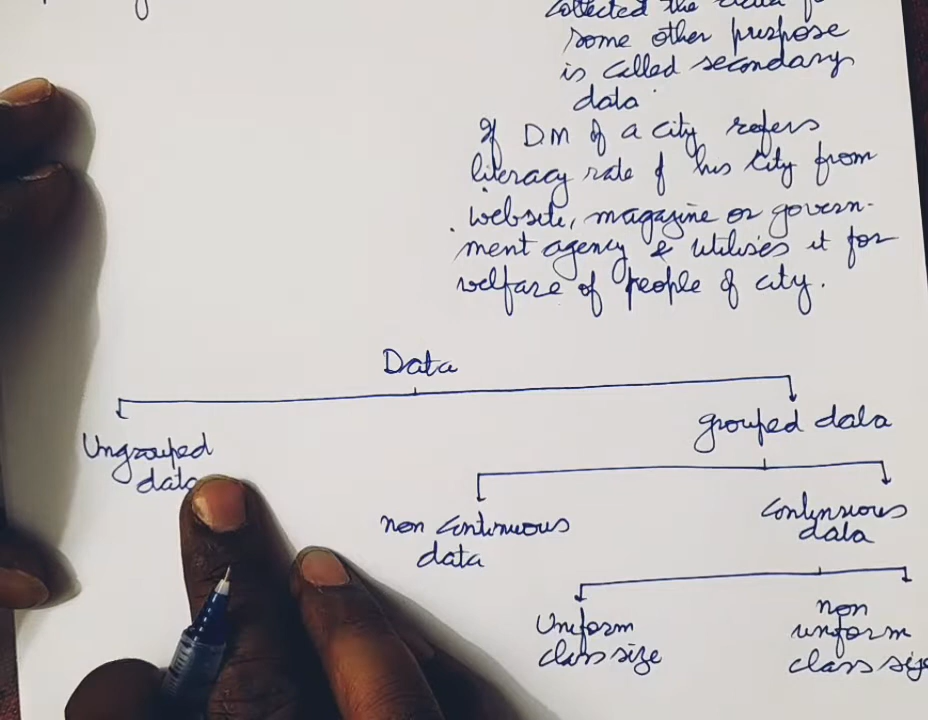 collected the data for
some other purpose
is called secondary
data.
If DM of a city refers
literacy rate of his city from
website, magazine or govern-
ment agency & utilises it for
welfare of people of city.
Data
Ungrouped
data
grouped data
non continuous
data
continuous
data
Uniform
class size
non
uniform
class size